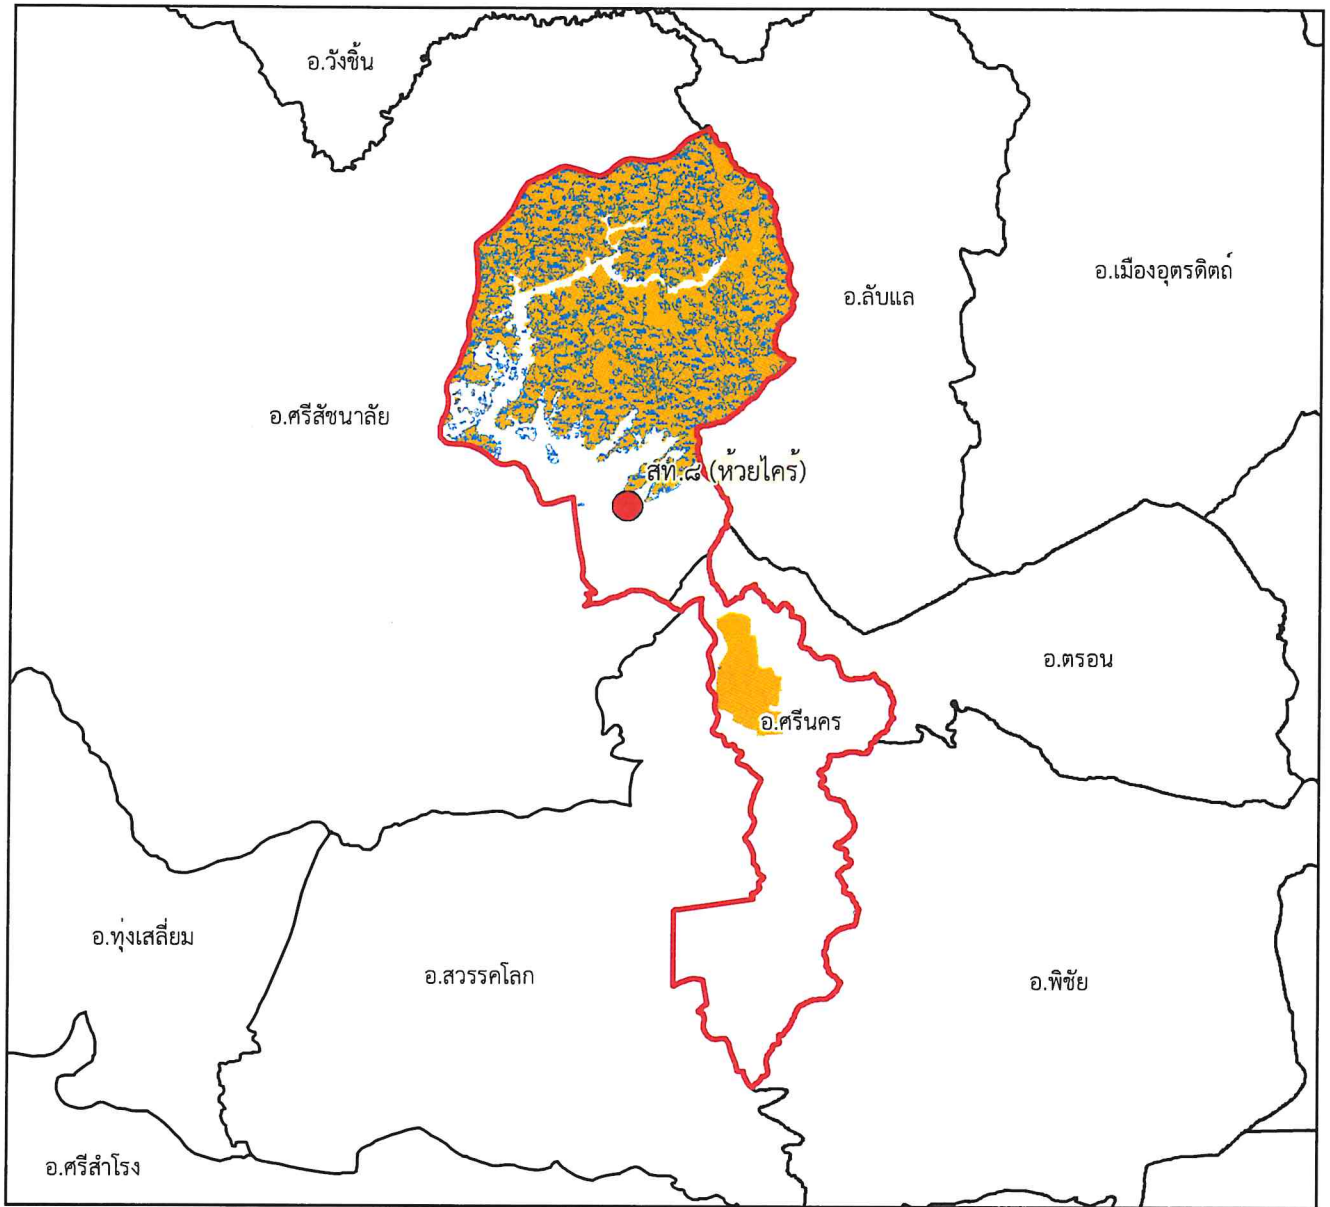 อ.วังชิ้น
อ.เมืองอุตรดิตถ์
อ.ลับแล
อ.ศรีสัชนาลัย
สท.๘ (ห้วยไคร้)
อ.ตรอน
อ.ศรีนคร
อ.ทุ่งเสลี่ยม
อ.สวรรคโลก
อ.พิชัย
อ.ศรีสำโรง